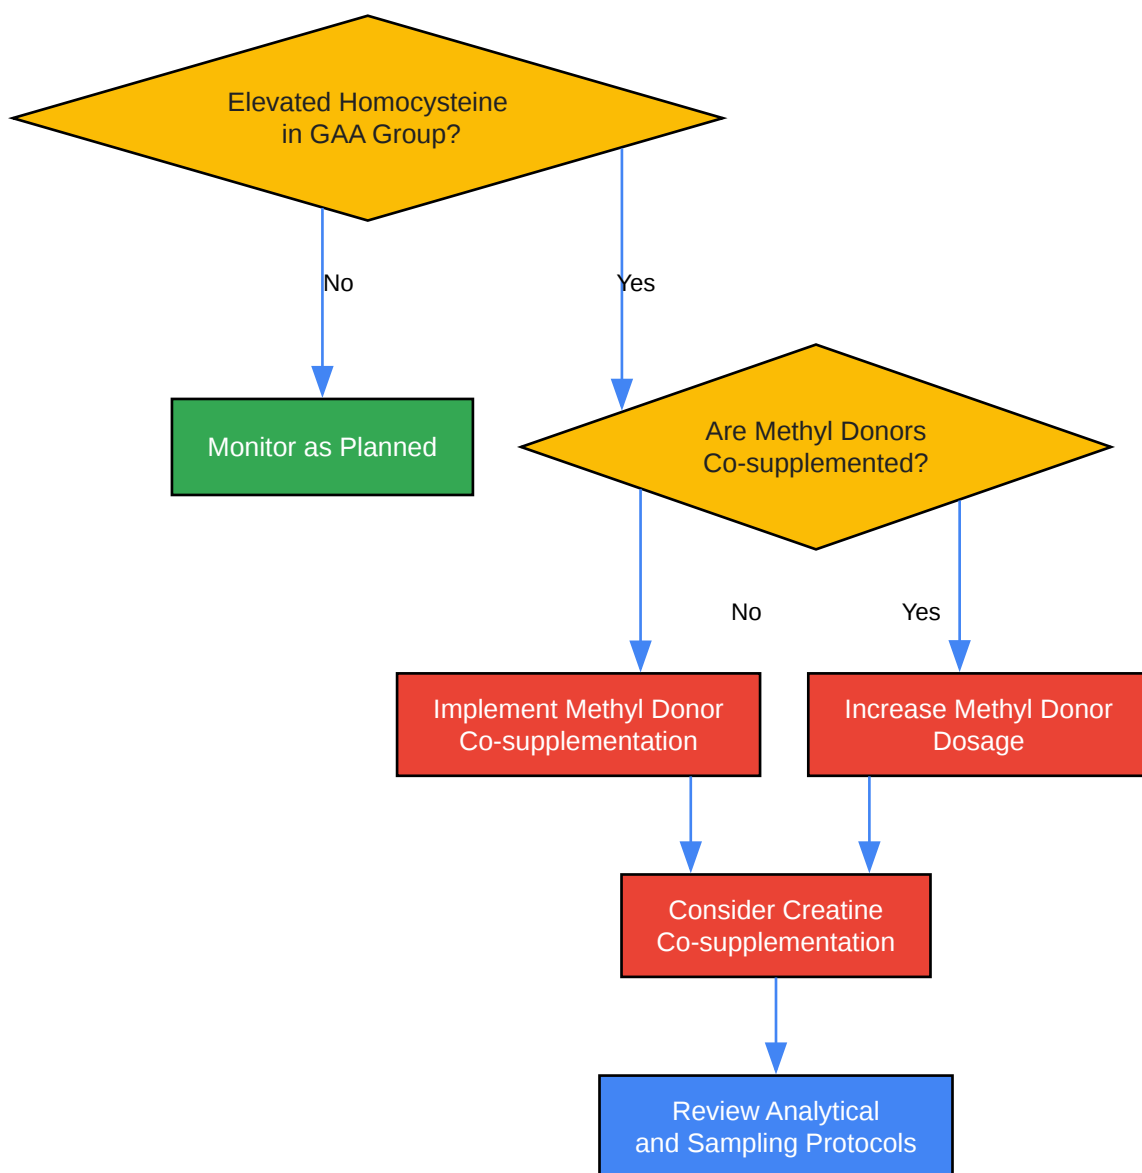 Elevated Homocysteine
in GAA Group?
No
Yes
Monitor as Planned
Are Methyl Donors
Co-supplemented?
No
Yes
Implement Methyl Donor
Co-supplementation
Increase Methyl Donor
Dosage
Consider Creatine
Co-supplementation
Review Analytical
and Sampling Protocols